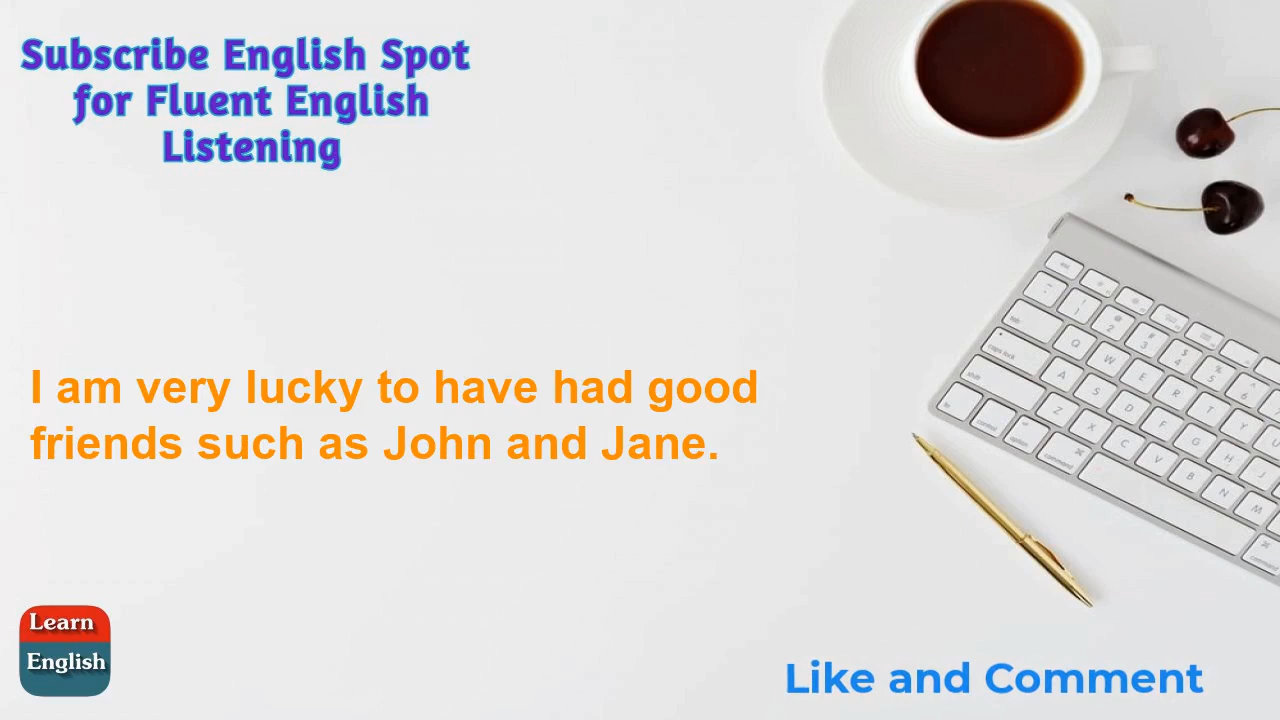 Subscribe English Spot
for Fluent English
Listening
I am very lucky to have had good
friends such as John and Jane.
Learn
English
Like and Comment